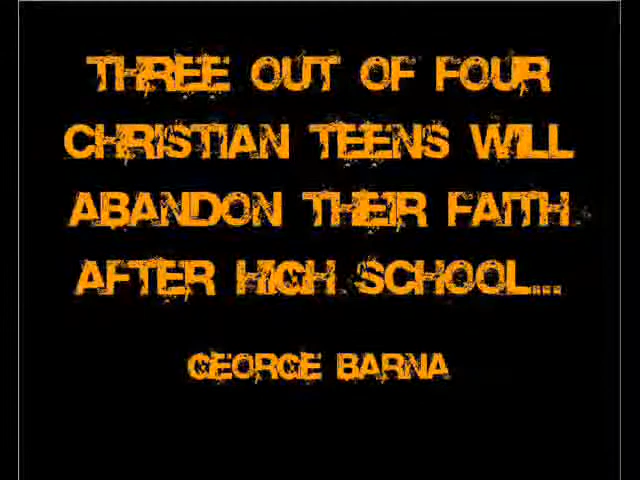 THREE OUT OF FOUR
CHRISTIAN TEENS WILL
ABANDON THEIR FAITH
AFTER HIGH SCHOOL...
GEORGE BARNA